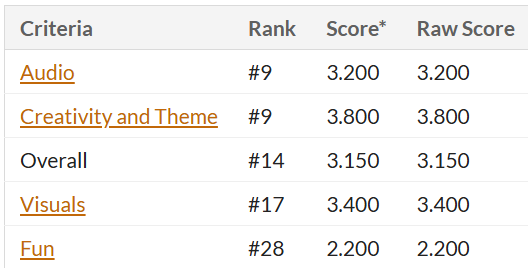 Criteria Rank Score* Raw Score
Audio #9 3.200 3.200
Creativity and Theme #9 3.800 3.800
Overall #14 3.150 3.150
Visuals #17 3.400 3.400
Fun #28 2.200 2.200